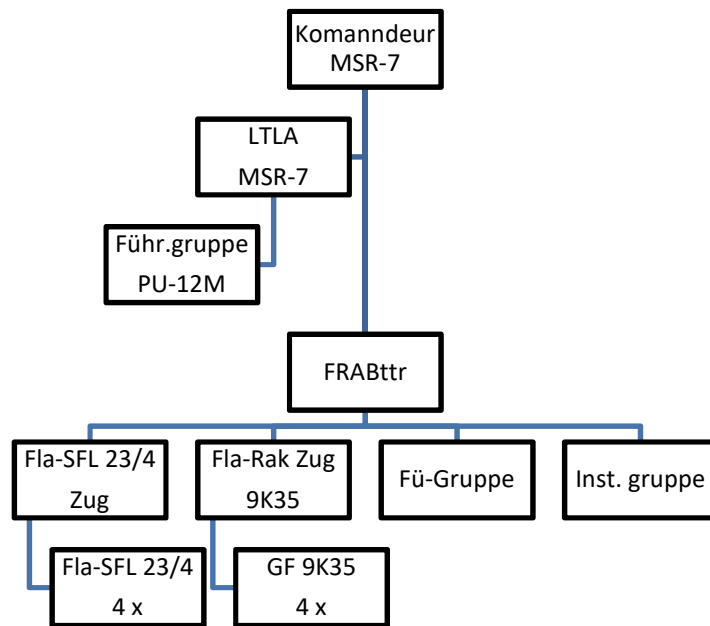 Komanndeur
MSR-7
LTLA
MSR-7
Führ.gruppe
PU-12M
FRABttr
Fla-SFL 23/4
Zug
Fla-Rak Zug
9K35
Fü-Gruppe
Inst. gruppe
Fla-SFL 23/4
4 x
GF 9K35
4 x